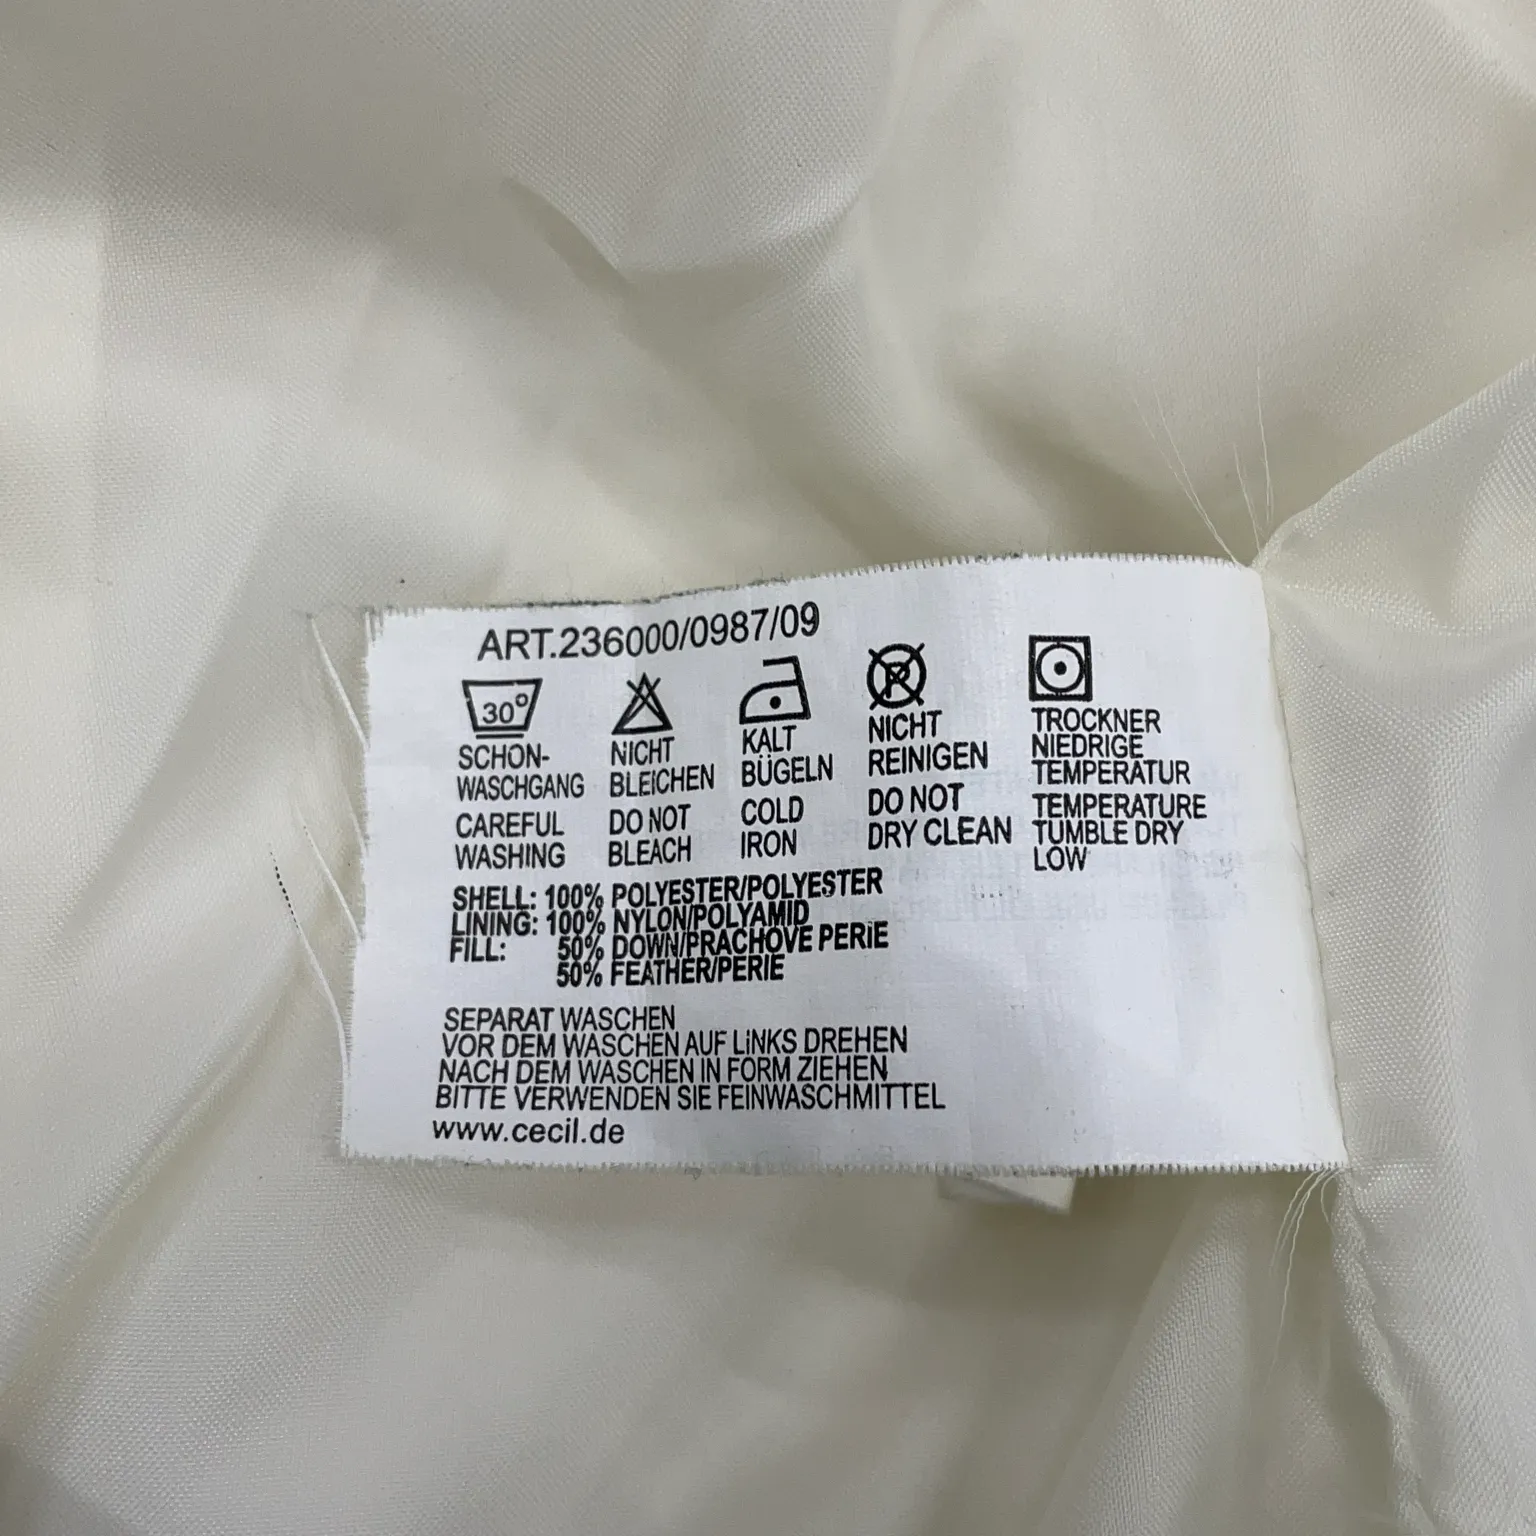 ART.236000/0987/09
30°
SCHON-
WASCHGANG
CAREFUL
WASHING
NICHT
BLEICHEN
DO NOT
BLEACH
KALT
BÜGELN
COLD
IRON
P
NICHT
REINIGEN
DO NOT
DRY CLEAN
TROCKNER
NIEDRIGE
TEMPERATUR
TEMPERATURE
TUMBLE DRY
LOW
SHELL: 100% POLYESTER/POLYESTER
LINING: 100% NYLON/POLYAMID
FILL: 50% DOWN/PRACHOVE PERIE
50% FEATHER/PERIE
SEPARAT WASCHEN
VOR DEM WASCHEN AUF LINKS DREHEN
NACH DEM WASCHEN IN FORM ZIEHEN
BITTE VERWENDEN SIE FEINWASCHMITTEL
www.cecil.de